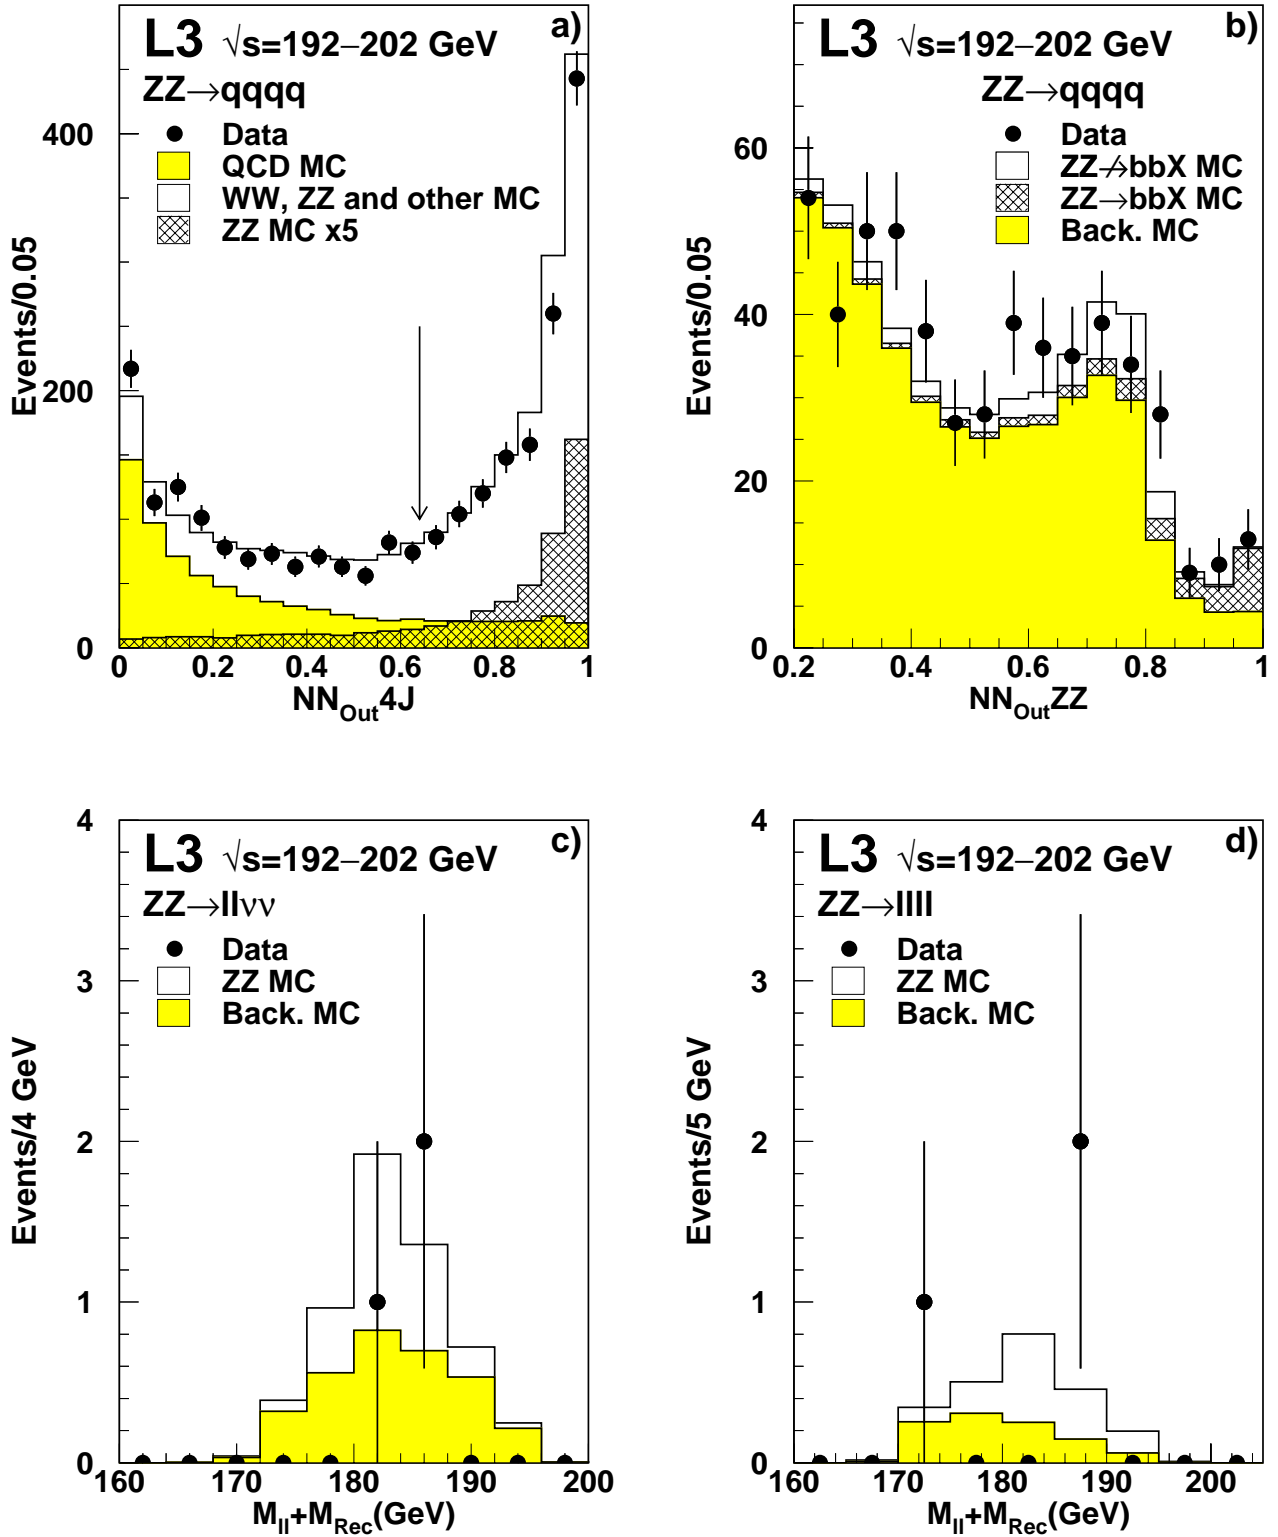 L3 √s=192–202 GeV a)
ZZ→qqqq
Data
QCD MC
WW, ZZ and other MC
ZZ MC x5
Events/0.05
400
200
0
0 0.2 0.4 0.6 0.8 1
NN_Out4J
L3 √s=192–202 GeV b)
ZZ→qqqq
Data
ZZ↛bbX MC
ZZ→bbX MC
Back. MC
Events/0.05
60
40
20
0
0.2 0.4 0.6 0.8 1
NN_OutZZ
L3 √s=192–202 GeV c)
ZZ→llνν
Data
ZZ MC
Back. MC
Events/4 GeV
4
3
2
1
0
160 170 180 190 200
M_ll+M_Rec(GeV)
L3 √s=192–202 GeV d)
ZZ→llll
Data
ZZ MC
Back. MC
Events/5 GeV
4
3
2
1
0
160 170 180 190 200
M_ll+M_Rec(GeV)